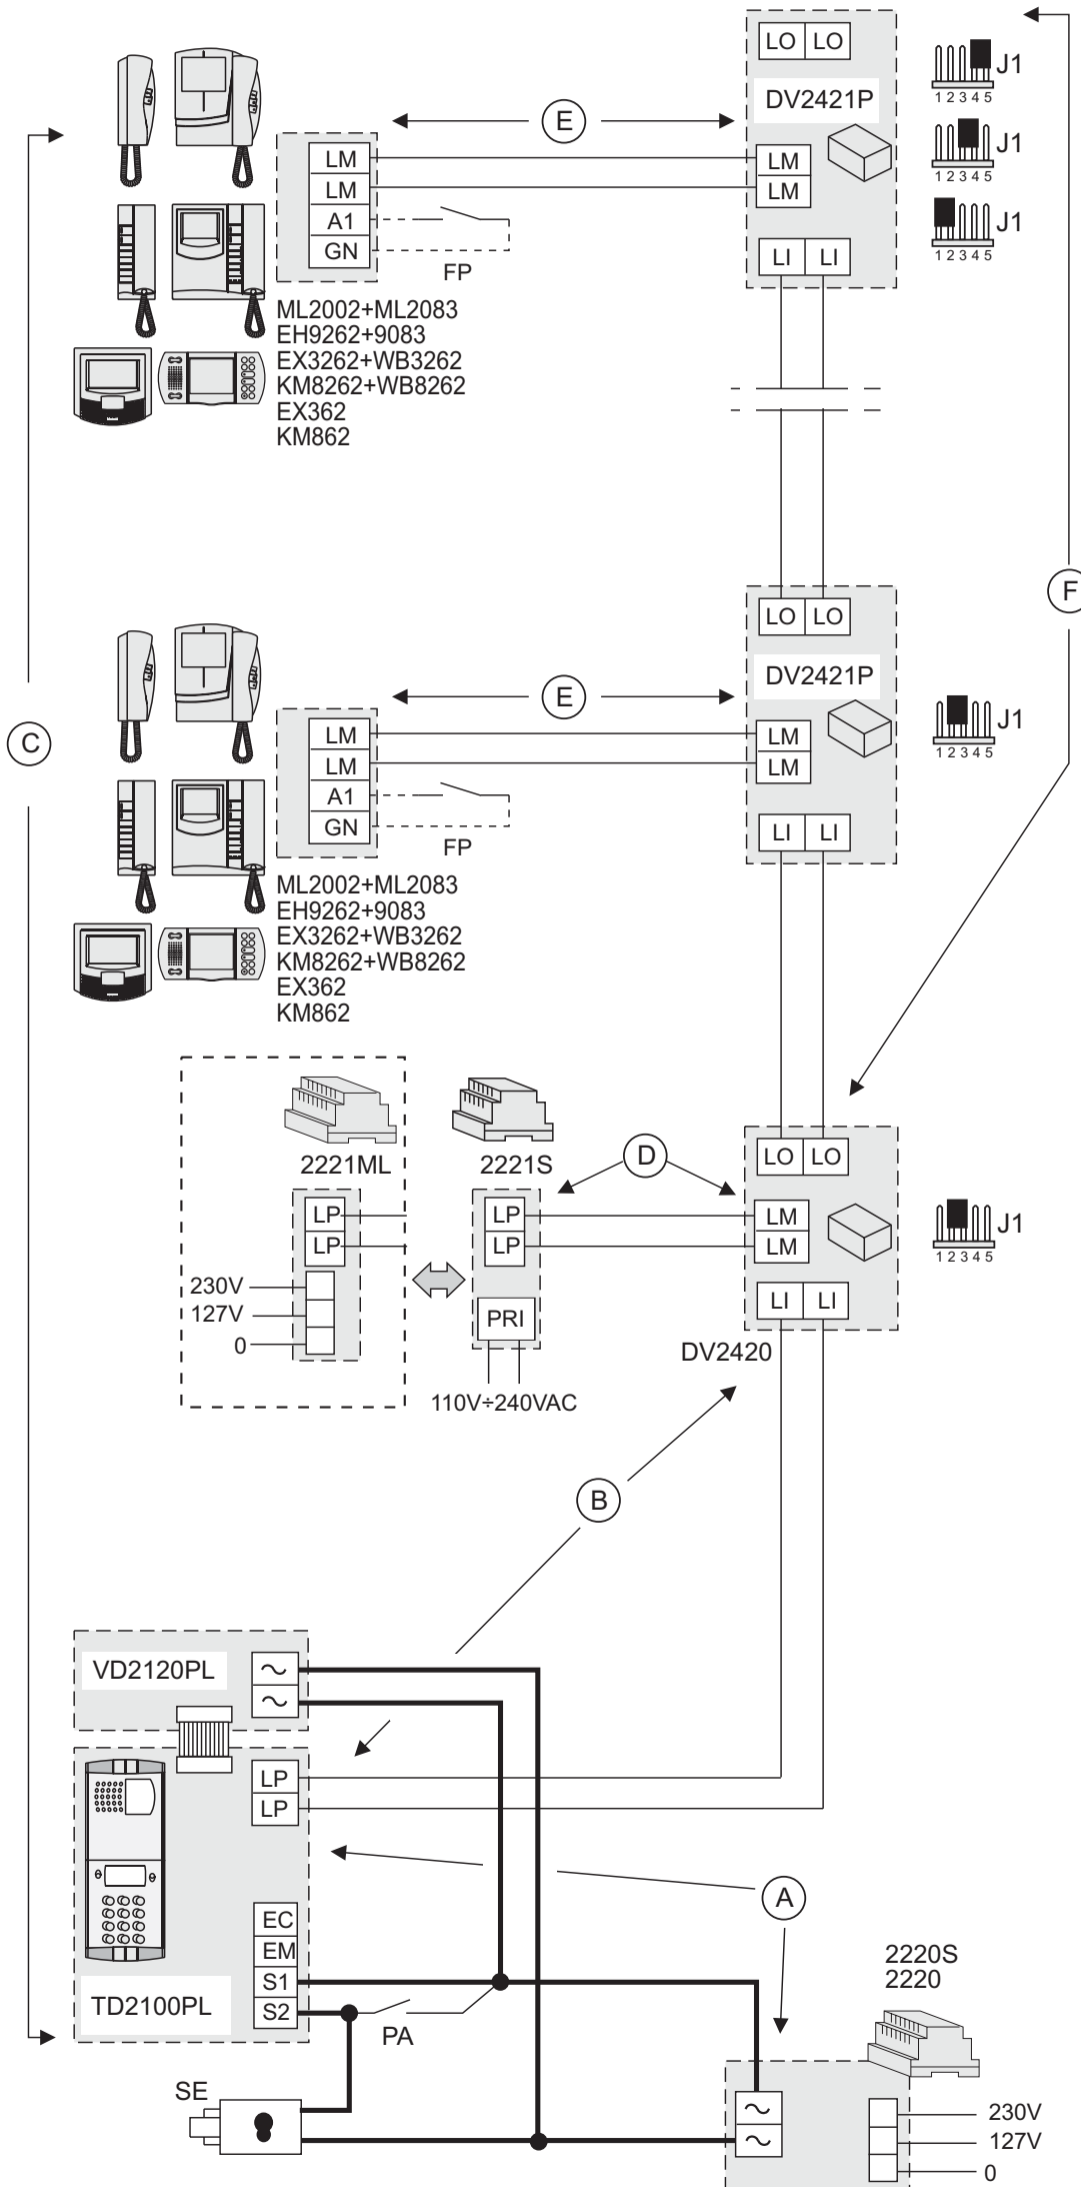 LO LO
DV2421P
J1
1 2 3 4 5
E
LM
LM
A1
GN
FP
LM
LM
J1
1 2 3 4 5
LI LI
J1
1 2 3 4 5
ML2002+ML2083
EH9262+9083
EX3262+WB3262
KM8262+WB8262
EX362
KM862
F
LO LO
DV2421P
C
E
LM
LM
A1
GN
FP
LM
LM
J1
1 2 3 4 5
LI LI
ML2002+ML2083
EH9262+9083
EX3262+WB3262
KM8262+WB8262
EX362
KM862
2221ML
2221S
D
LO LO
LP
LP
LP
LP
LM
LM
J1
1 2 3 4 5
230V
127V
0
PRI
LI LI
110V÷240VAC
DV2420
B
VD2120PL
~
~
LP
LP
A
EC
EM
S1
S2
TD2100PL
PA
2220S
2220
SE
~
~
230V
127V
0